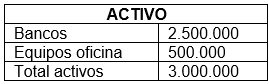 ACTIVO
Bancos 2.500.000
Equipos oficina 500.000
Total activos 3.000.000